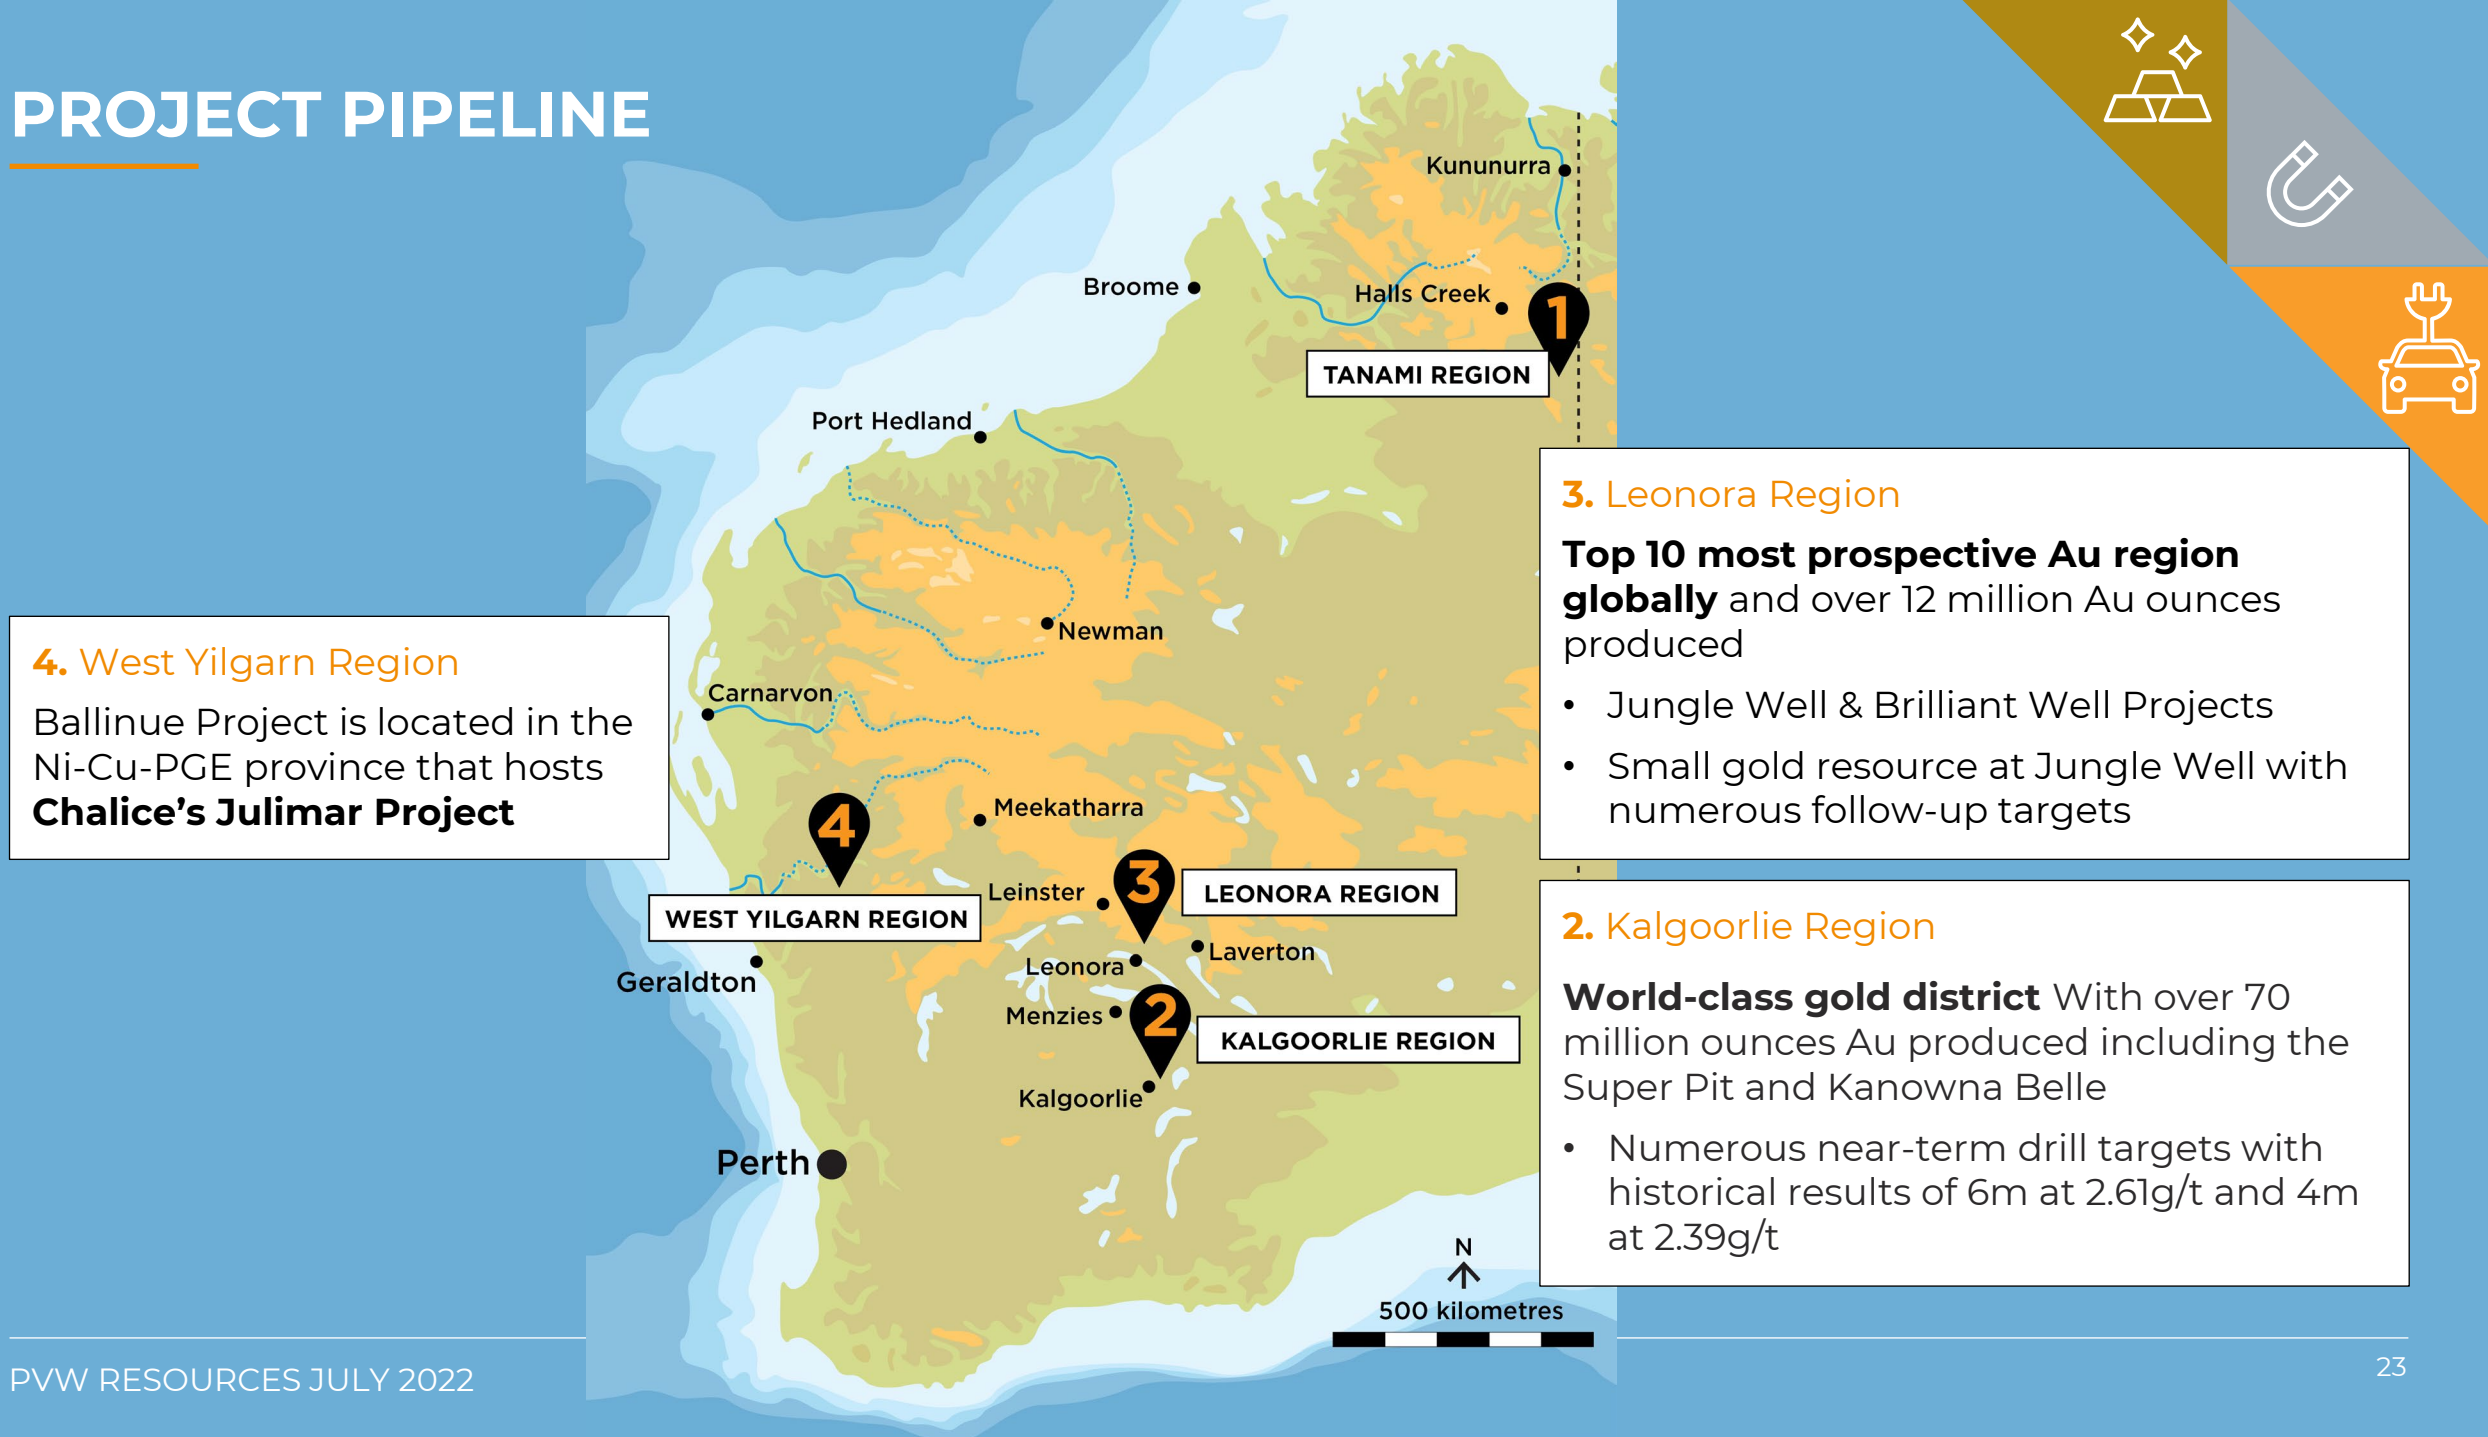 PROJECT PIPELINE
Kununurra
Broome
Halls Creek
1
TANAMI REGION
Port Hedland
Newman
Carnarvon
Meekatharra
4
WEST YILGARN REGION
Leinster
3
LEONORA REGION
Laverton
Leonora
Geraldton
Menzies
2
KALGOORLIE REGION
Kalgoorlie
Perth
N
500 kilometres
4. West Yilgarn Region
Ballinue Project is located in the
Ni-Cu-PGE province that hosts
Chalice's Julimar Project
3. Leonora Region
Top 10 most prospective Au region
globally and over 12 million Au ounces
produced
• Jungle Well & Brilliant Well Projects
• Small gold resource at Jungle Well with
numerous follow-up targets
2. Kalgoorlie Region
World-class gold district With over 70
million ounces Au produced including the
Super Pit and Kanowna Belle
• Numerous near-term drill targets with
historical results of 6m at 2.61g/t and 4m
at 2.39g/t
PVW RESOURCES JULY 2022
23